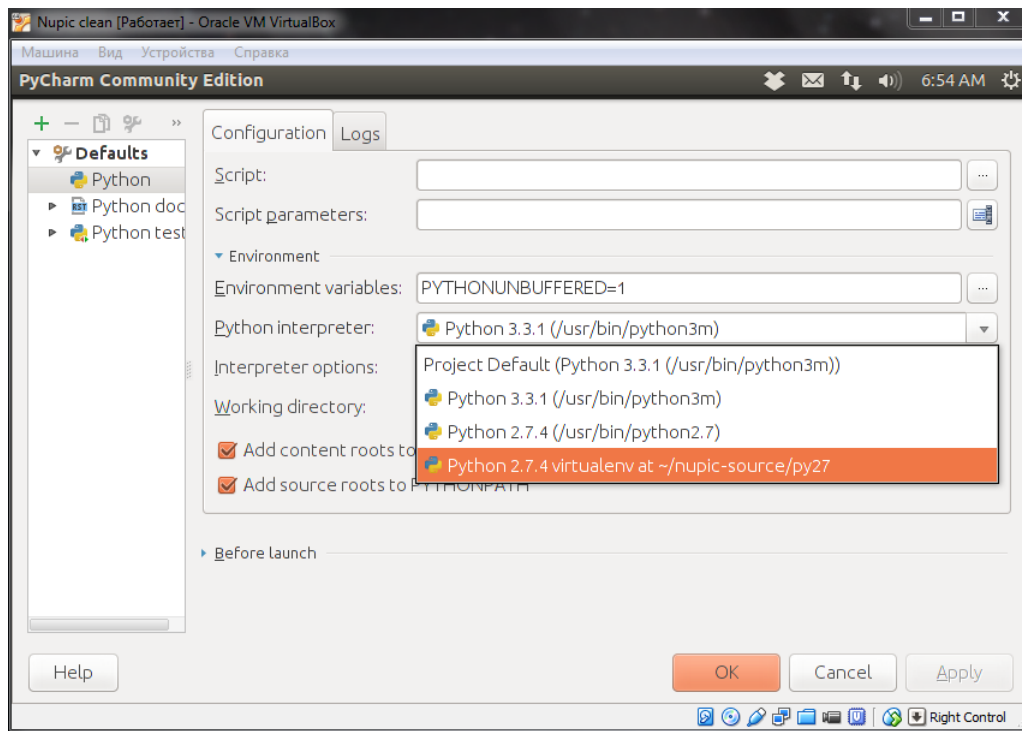 Nupic clean [Работает] - Oracle VM VirtualBox
Машина Вид Устройства Справка
PyCharm Community Edition 6:54 AM
Configuration Logs
Defaults
Python
RST Python doc
Python test
Script:
Script parameters:
Environment
Environment variables: PYTHONUNBUFFERED=1
Python interpreter: Python 3.3.1 (/usr/bin/python3m)
Interpreter options: Project Default (Python 3.3.1 (/usr/bin/python3m))
Python 3.3.1 (/usr/bin/python3m)
Working directory: Python 2.7.4 (/usr/bin/python2.7)
Add content roots to Python 2.7.4 virtualenv at ~/nupic-source/py27
Add source roots to PYTHONPATH
Before launch
Help OK Cancel Apply
Right Control